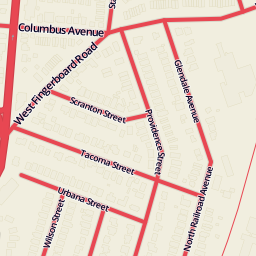 Columbus Avenue
St
West Fingerboard Road
Glendale Avenue
Scranton Street
Providence Street
Tacoma Street
Urbana Street
Wilson Street
North Railroad Avenue